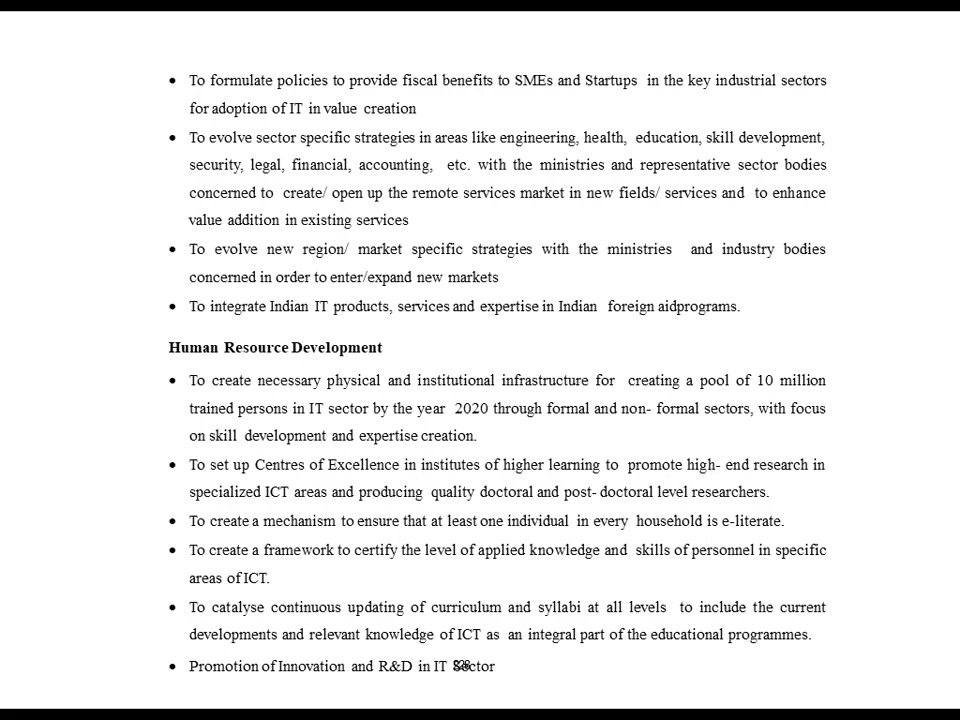 • To formulate policies to provide fiscal benefits to SMEs and Startups in the key industrial sectors
for adoption of IT in value creation
• To evolve sector specific strategies in areas like engineering, health, education, skill development,
security, legal, financial, accounting, etc. with the ministries and representative sector bodies
concerned to create/ open up the remote services market in new fields/ services and to enhance
value addition in existing services
• To evolve new region/ market specific strategies with the ministries and industry bodies
concerned in order to enter/expand new markets
• To integrate Indian IT products, services and expertise in Indian foreign aidprograms.
Human Resource Development
• To create necessary physical and institutional infrastructure for creating a pool of 10 million
trained persons in IT sector by the year 2020 through formal and non- formal sectors, with focus
on skill development and expertise creation.
• To set up Centres of Excellence in institutes of higher learning to promote high- end research in
specialized ICT areas and producing quality doctoral and post- doctoral level researchers.
• To create a mechanism to ensure that at least one individual in every household is e-literate.
• To create a framework to certify the level of applied knowledge and skills of personnel in specific
areas of ICT.
• To catalyse continuous updating of curriculum and syllabi at all levels to include the current
developments and relevant knowledge of ICT as an integral part of the educational programmes.
• Promotion of Innovation and R&D in IT Sector